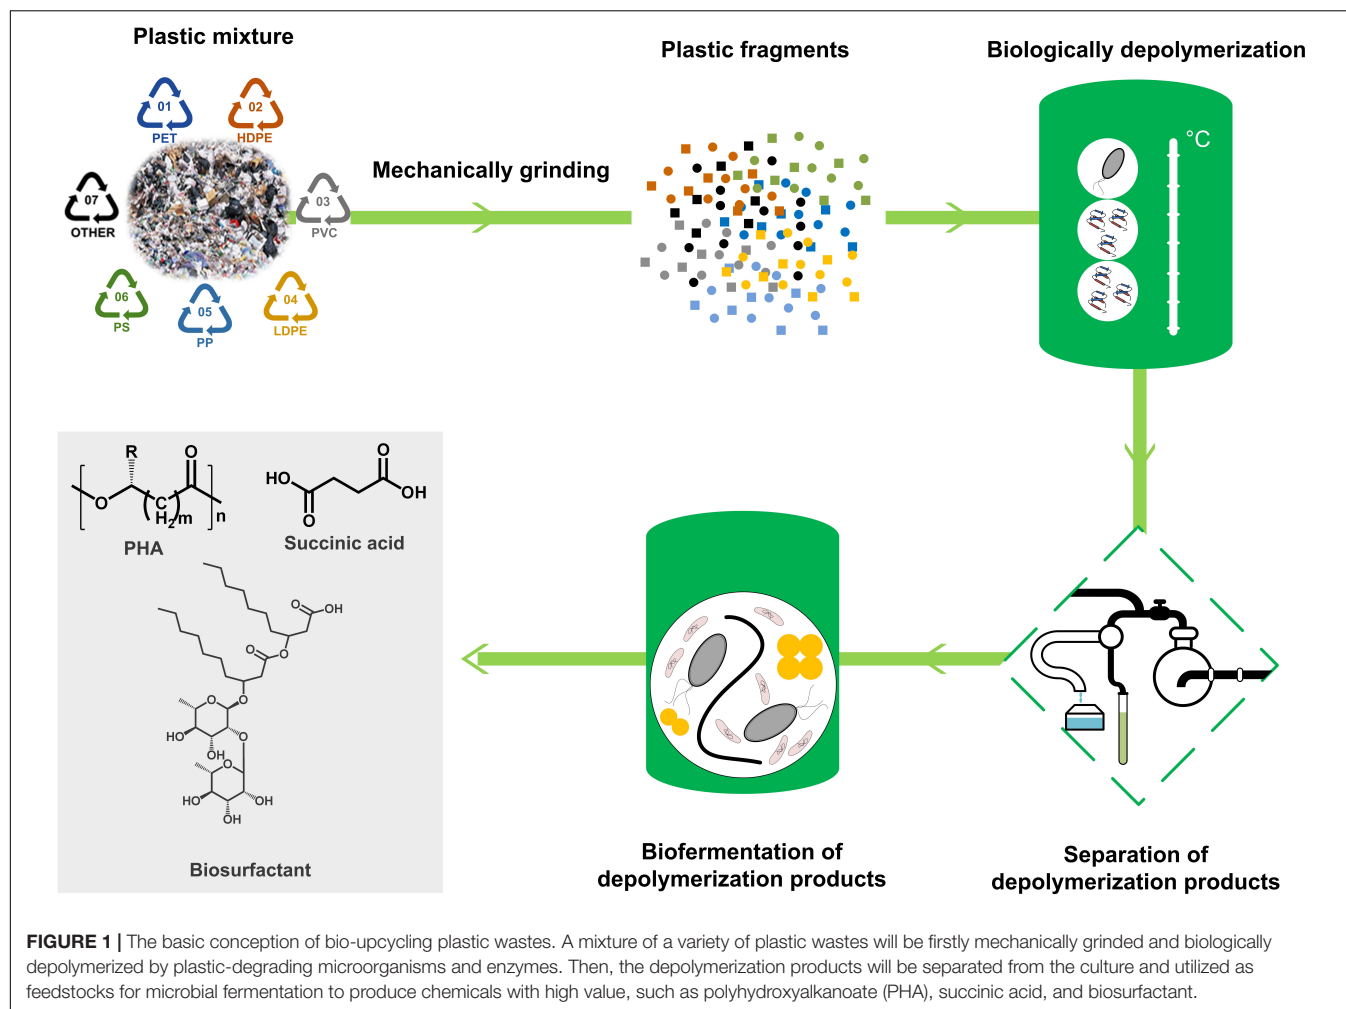 Plastic mixture
Plastic fragments
Biologically depolymerization
01
PET
02
HDPE
07
OTHER
03
PVC
06
PS
05
PP
04
LDPE
Mechanically grinding
°C
R
O
O
(C
H2)m
n
PHA
HO
O
O
OH
Succinic acid
O
OH
O
O
O
O
HO
OH
O
O
HO
HO
OH
OH
Biosurfactant
Biofermentation of
depolymerization products
Separation of
depolymerization products
FIGURE 1 | The basic conception of bio-upcycling plastic wastes. A mixture of a variety of plastic wastes will be firstly mechanically grinded and biologically
depolymerized by plastic-degrading microorganisms and enzymes. Then, the depolymerization products will be separated from the culture and utilized as
feedstocks for microbial fermentation to produce chemicals with high value, such as polyhydroxyalkanoate (PHA), succinic acid, and biosurfactant.